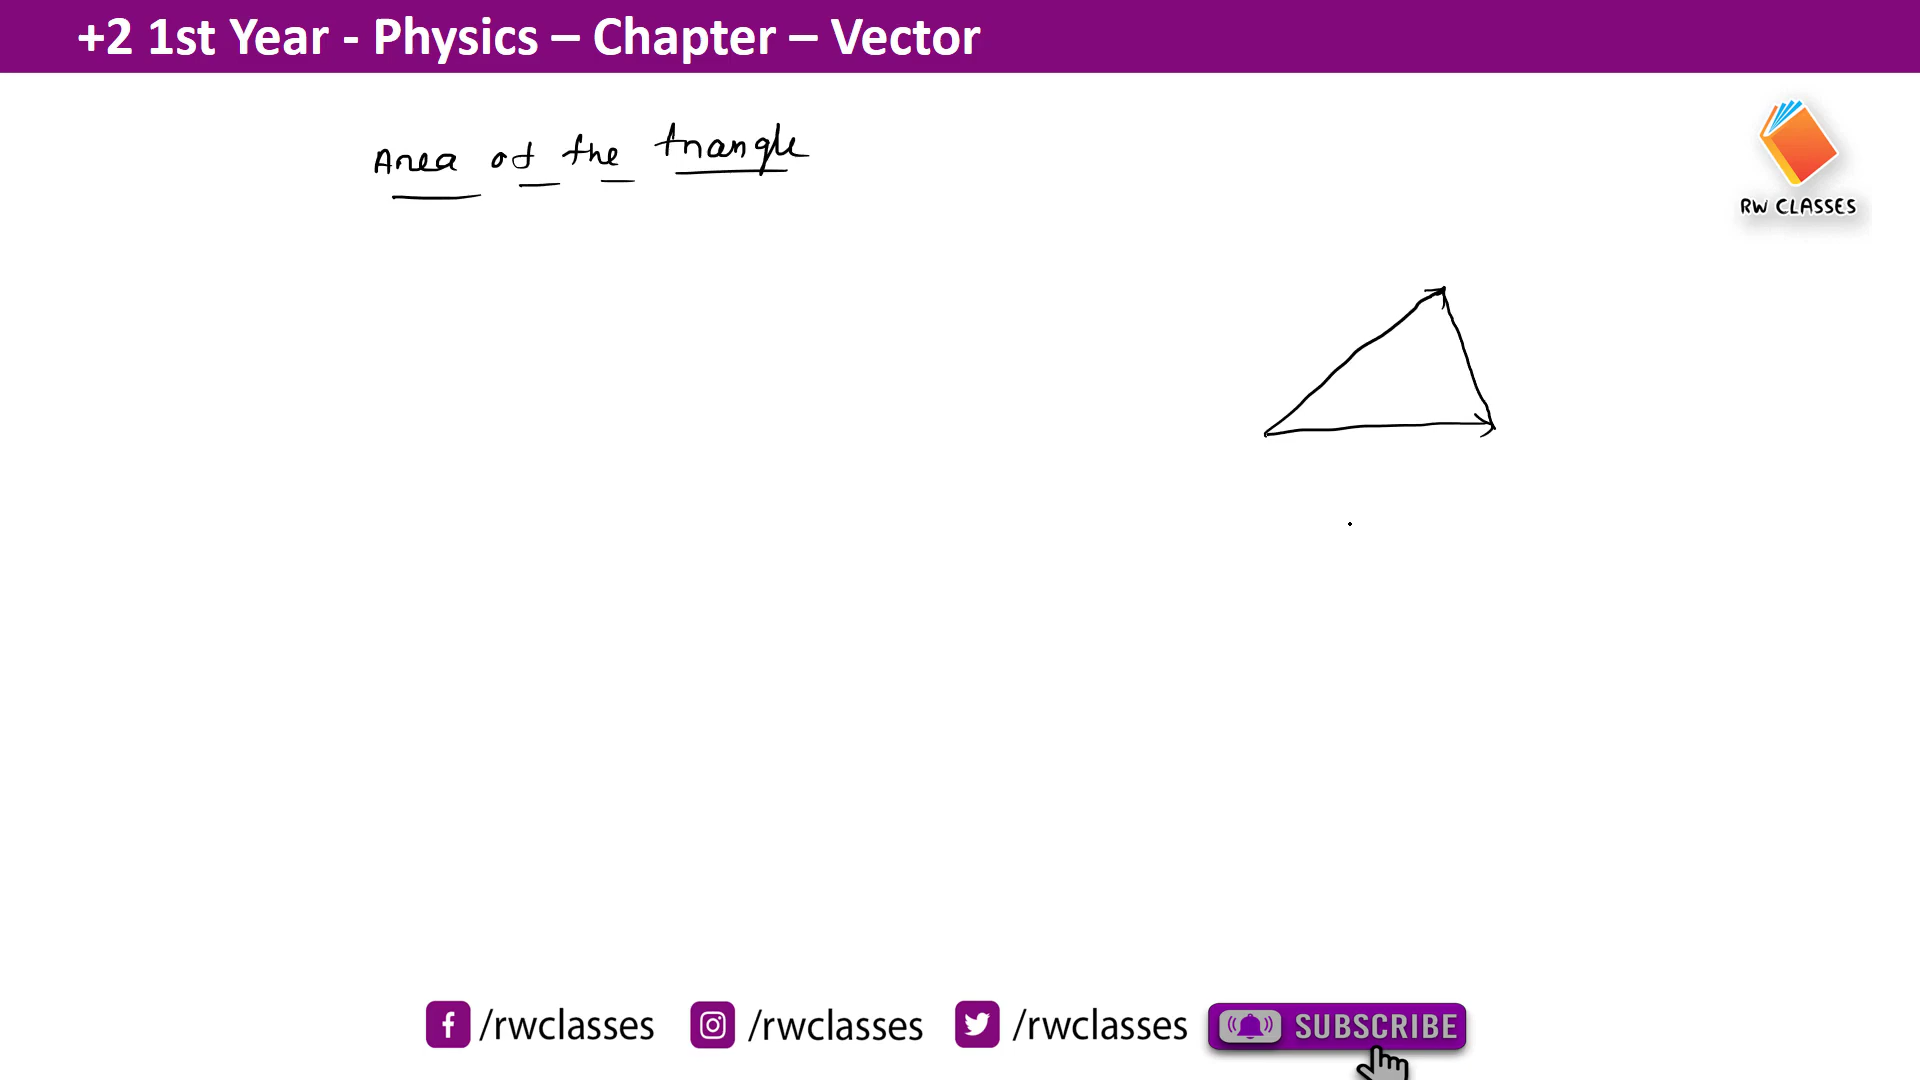 +2 1st Year - Physics – Chapter – Vector
Area of the triangle
RW CLASSES
/rwclasses /rwclasses /rwclasses SUBSCRIBE